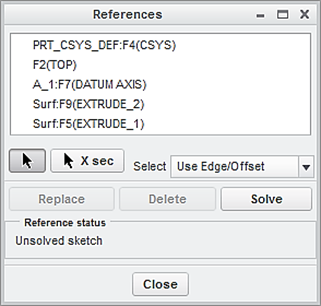 References
PRT_CSYS_DEF:F4(CSYS)
F2(TOP)
A_1:F7(DATUM AXIS)
Surf:F9(EXTRUDE_2)
Surf:F5(EXTRUDE_1)
X sec Select Use Edge/Offset
Replace Delete Solve
Reference status
Unsolved sketch
Close